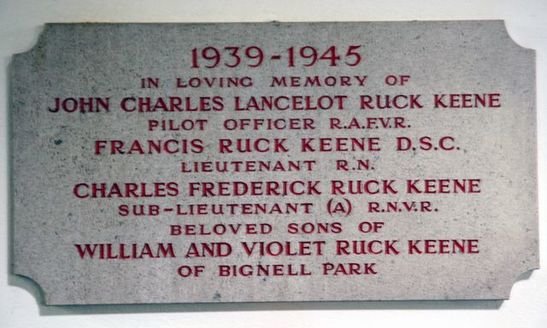 1939-1945
IN LOVING MEMORY OF
JOHN CHARLES LANCELOT RUCK KEENE
PILOT OFFICER R.A.F.V.R.
FRANCIS RUCK KEENE D.S.C.
LIEUTENANT R.N.
CHARLES FREDERICK RUCK KEENE
SUB-LIEUTENANT (A) R.N.V.R.
BELOVED SONS OF
WILLIAM AND VIOLET RUCK KEENE
OF BIGNELL PARK